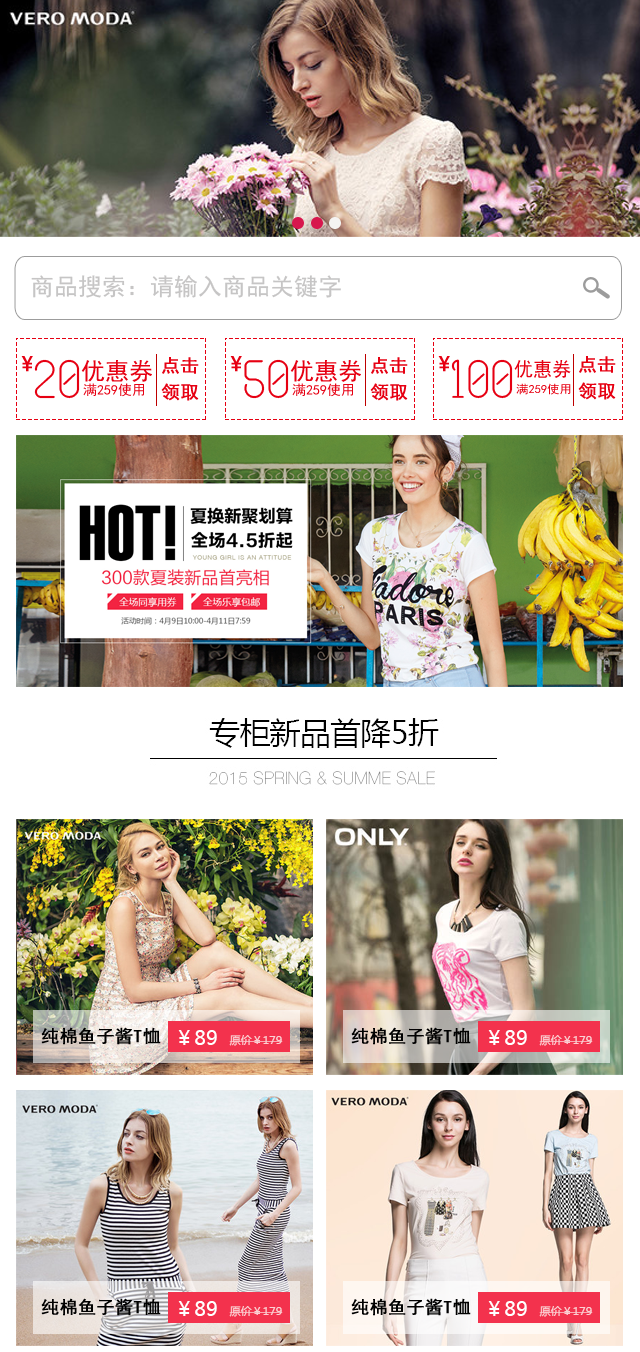 VERO MODA
商品搜索：请输入商品关键字
¥20优惠券 满259使用 点击领取
¥50优惠券 满259使用 点击领取
¥100优惠券 满259使用 点击领取
HOT!
夏换新聚划算
全场4.5折起
YOUNG GIRL IS AN ATTITUDE
300款夏装新品首亮相
全场同享用券 全场乐享包邮
活动时间：4月9日10:00-4月11日7:59
J'adore
PARIS
专柜新品首降5折
2015 SPRING & SUMME SALE
VERO MODA
纯棉鱼子酱T恤 ¥89 原价¥179
ONLY
纯棉鱼子酱T恤 ¥89 原价¥179
VERO MODA
纯棉鱼子酱T恤 ¥89 原价¥179
VERO MODA
纯棉鱼子酱T恤 ¥89 原价¥179